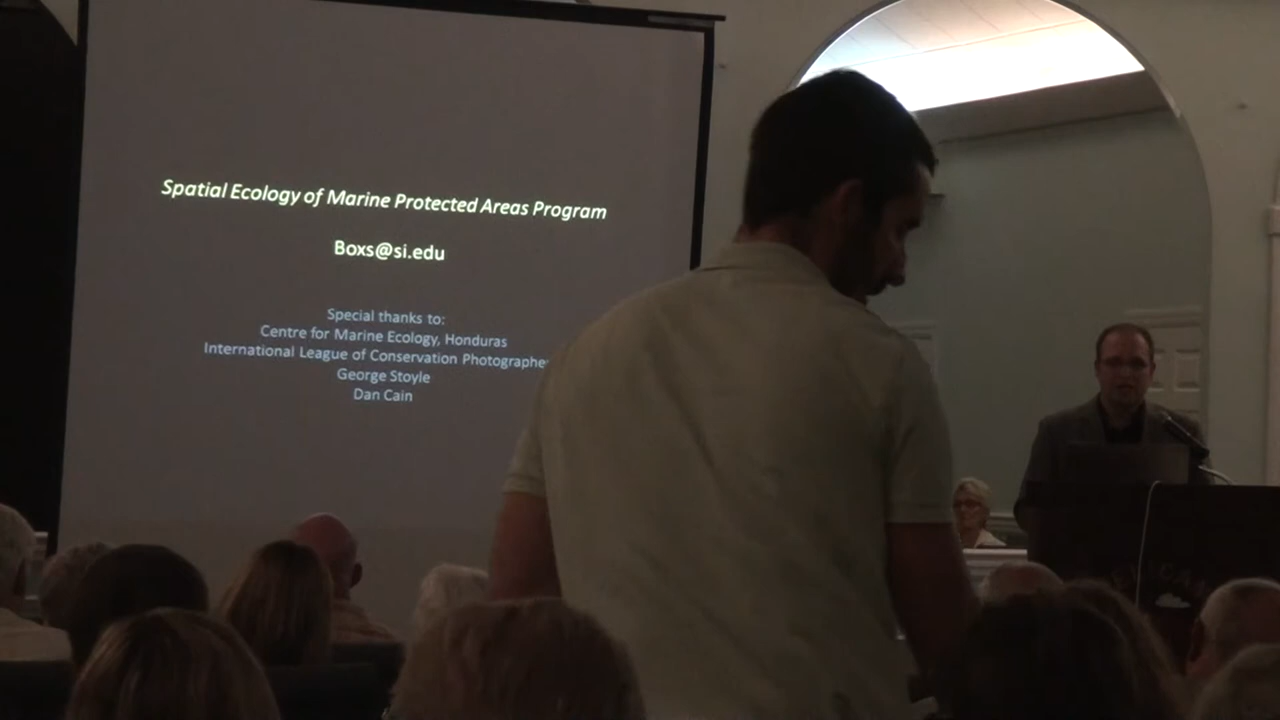 Spatial Ecology of Marine Protected Areas Program
Boxs@si.edu
Special thanks to:
Centre for Marine Ecology, Honduras
International League of Conservation
George Stoyle
Dan Cain